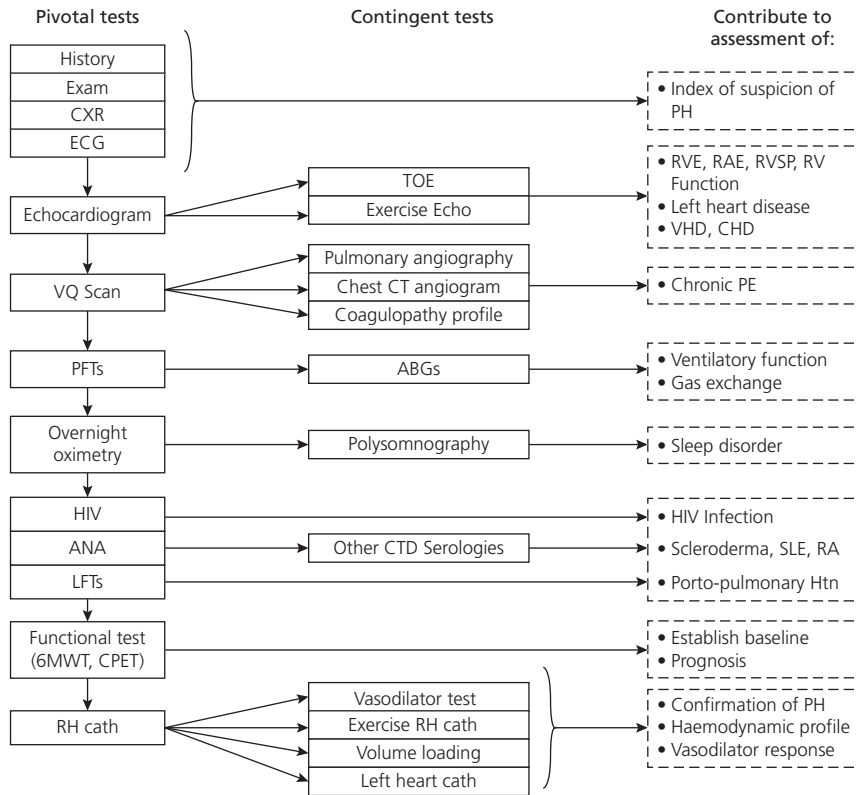 Pivotal tests
Contingent tests
Contribute to
assessment of:
History
Exam
CXR
ECG
• Index of suspicion of
PH
Echocardiogram
TOE
Exercise Echo
• RVE, RAE, RVSP, RV
Function
• Left heart disease
• VHD, CHD
VQ Scan
Pulmonary angiography
Chest CT angiogram
Coagulopathy profile
• Chronic PE
PFTs
ABGs
• Ventilatory function
• Gas exchange
Overnight
oximetry
Polysomnography
• Sleep disorder
HIV
ANA
LFTs
Other CTD Serologies
• HIV Infection
• Scleroderma, SLE, RA
• Porto-pulmonary Htn
Functional test
(6MWT, CPET)
• Establish baseline
• Prognosis
RH cath
Vasodilator test
Exercise RH cath
Volume loading
Left heart cath
• Confirmation of PH
• Haemodynamic profile
• Vasodilator response